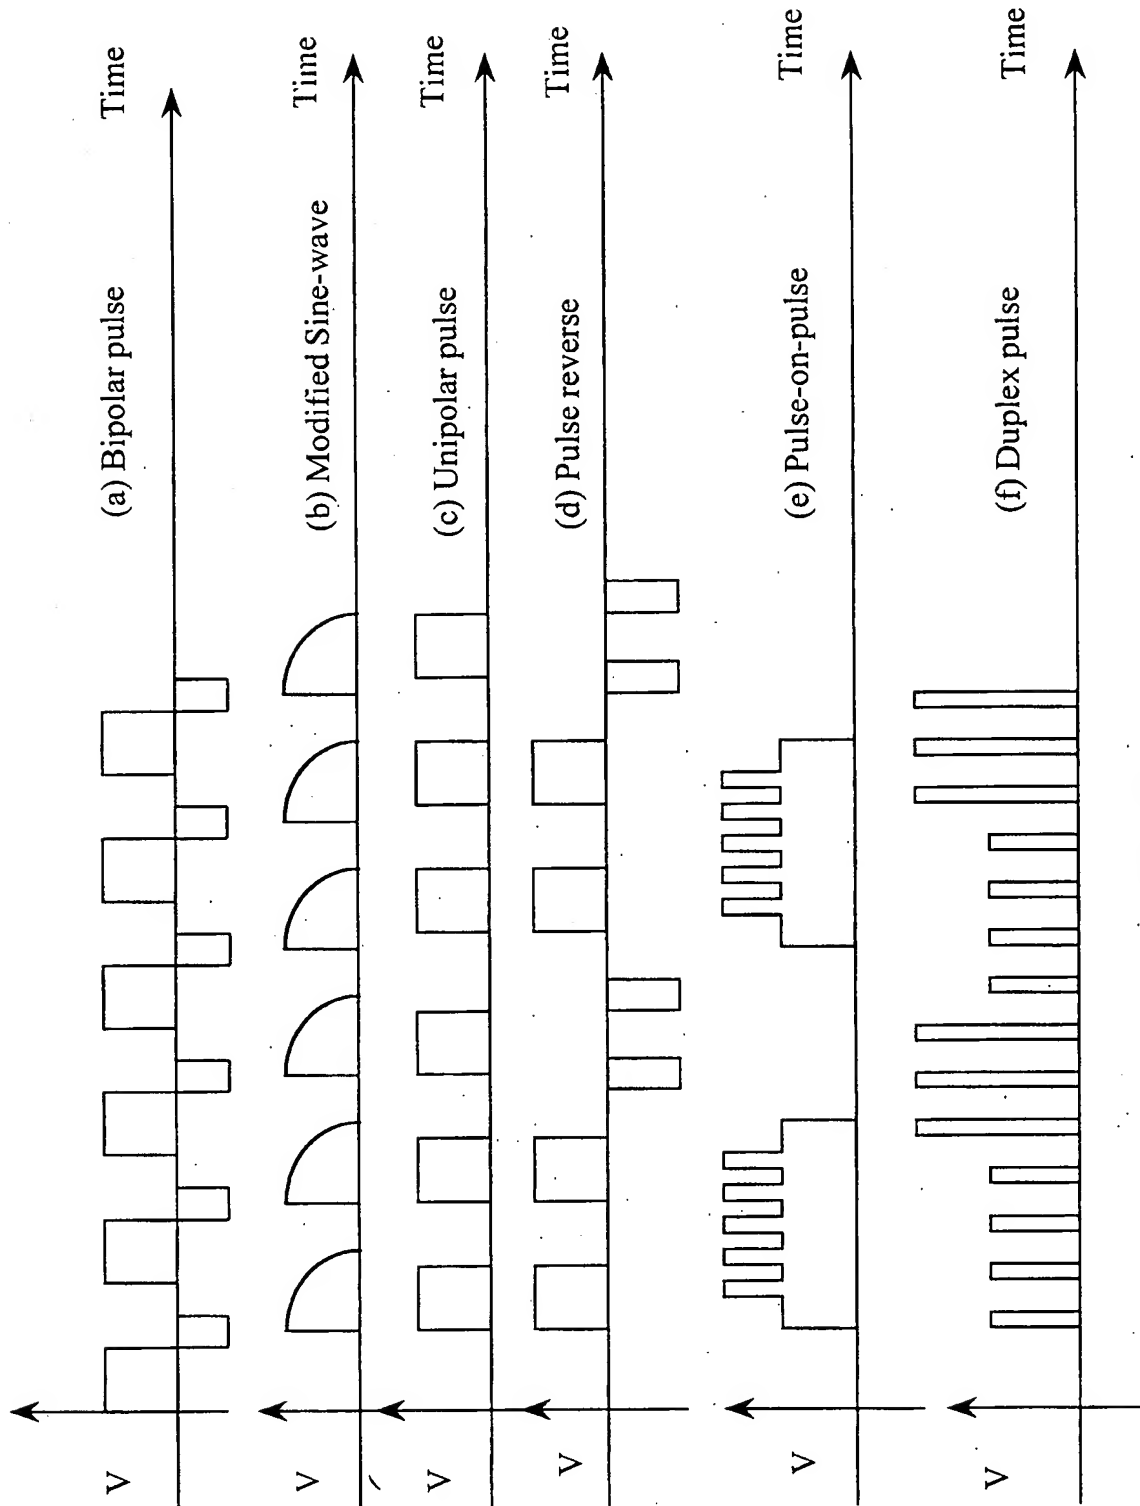 V
(a) Bipolar pulse
Time
V
(b) Modified Sine-wave
Time
V
(c) Unipolar pulse
Time
V
(d) Pulse reverse
Time
V
(e) Pulse-on-pulse
Time
V
(f) Duplex pulse
Time